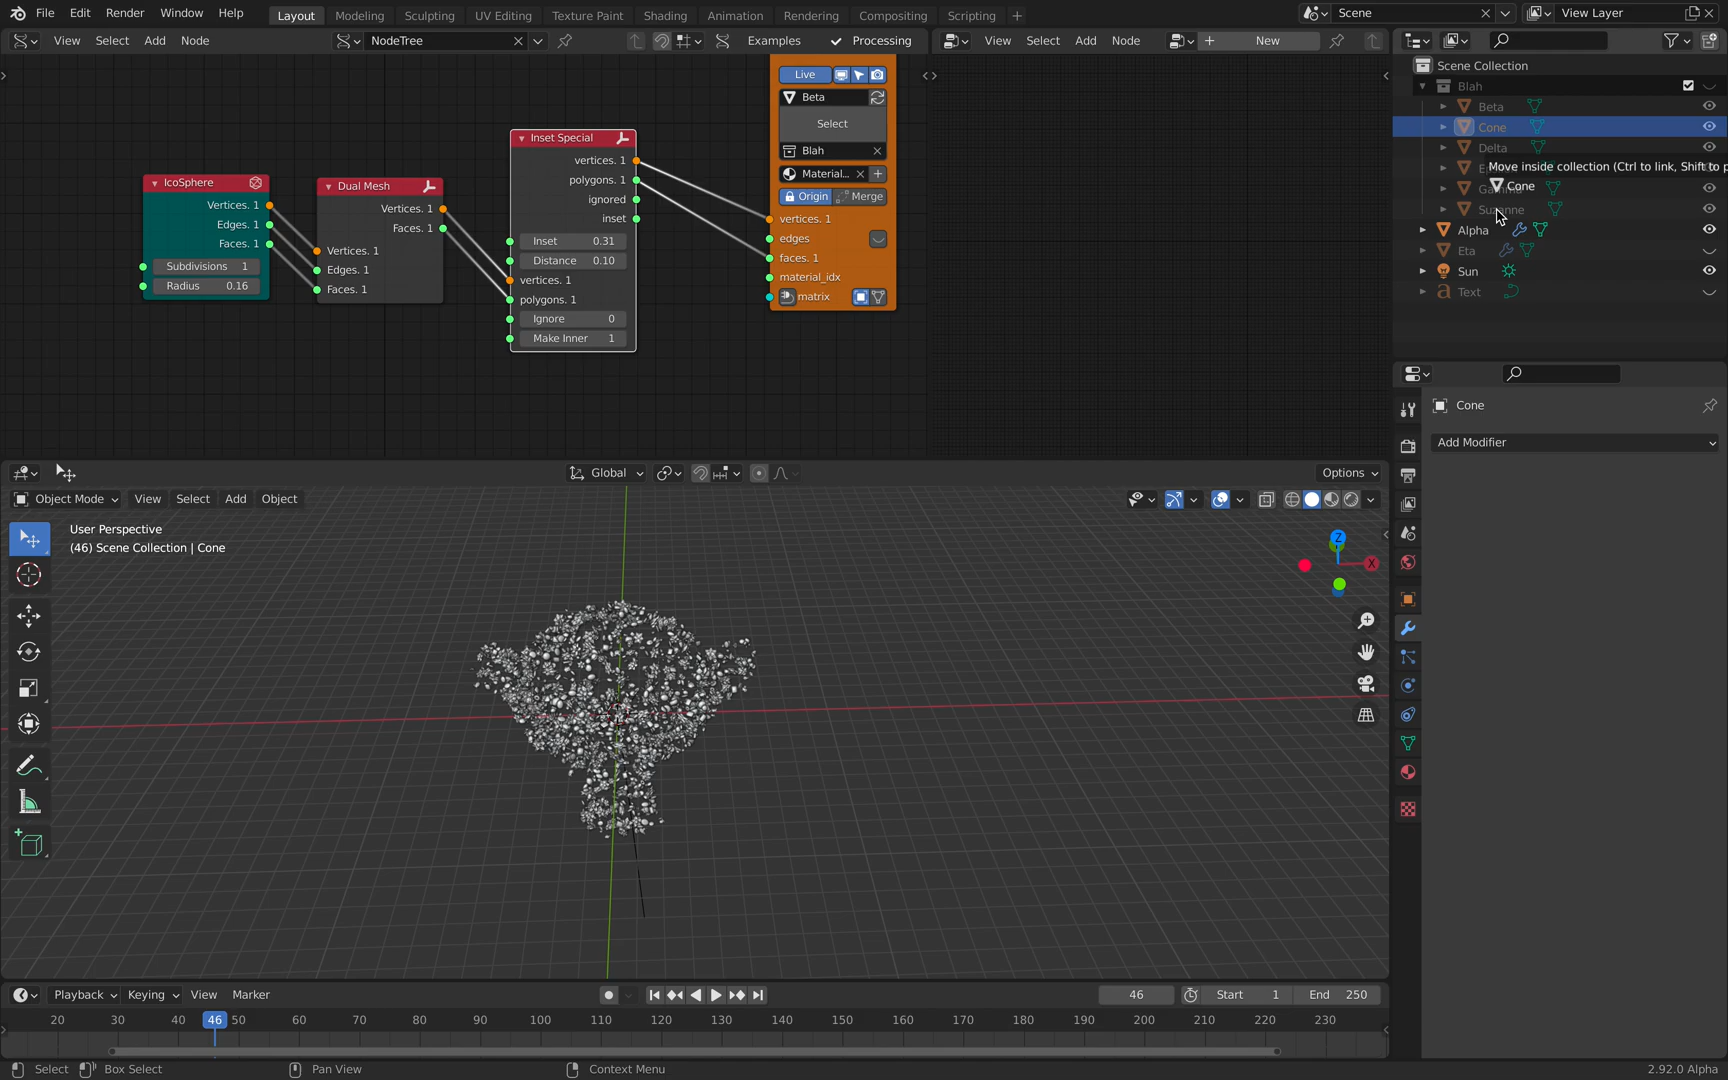 File Edit Render Window Help
Layout Modeling Sculpting UV Editing Texture Paint Shading Animation Rendering Compositing Scripting +
Scene
View Layer
View Select Add Node
NodeTree
Examples
Processing
View Select Add Node
New
Live
Beta
Select
Blah
Material...
Origin Merge
vertices. 1
edges
faces. 1
material_idx
matrix
Inset Special
vertices. 1
polygons. 1
ignored
inset
Inset 0.31
Distance 0.10
vertices. 1
polygons. 1
Ignore 0
Make Inner 1
IcoSphere
Vertices. 1
Edges. 1
Faces. 1
Subdivisions 1
Radius 0.16
Dual Mesh
Vertices. 1
Faces. 1
Vertices. 1
Edges. 1
Faces. 1
Scene Collection
Blah
Beta
Cone
Delta
Move inside collection (Ctrl to link, Shift to p
Cone
Suzanne
Alpha
Eta
Sun
Text
Cone
Add Modifier
Global
Options
Object Mode View Select Add Object
User Perspective
(46) Scene Collection | Cone
Z
X
Playback Keying View Marker
46
Start 1
End 250
20 30 40 46 50 60 70 80 90 100 110 120 130 140 150 160 170 180 190 200 210 220 230
Select Box Select Pan View Context Menu
2.92.0 Alpha